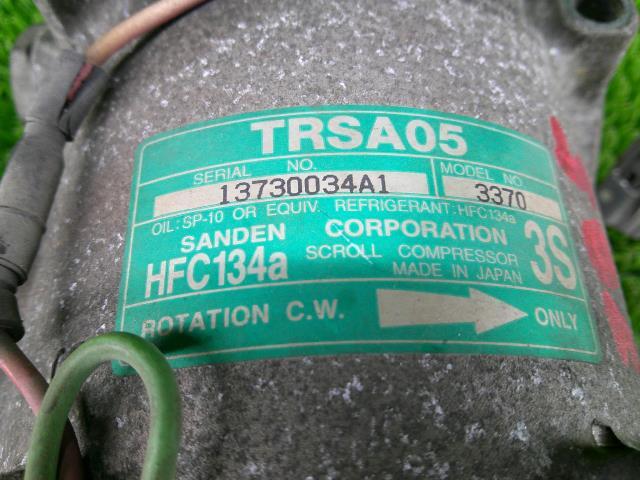 TRSA05
SERIAL NO. MODEL NO
13730034A1 3370
OIL:SP-10 OR EQUIV. REFRIGERANT:HFC134a
SANDEN CORPORATION 3S
HFC134a SCROLL COMPRESSOR
MADE IN JAPAN
ROTATION C.W. ONLY